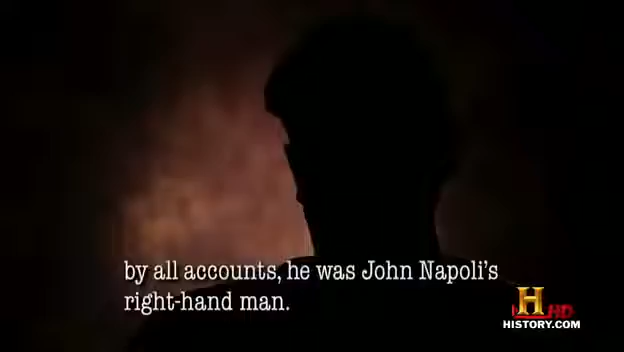 by all accounts, he was John Napoli's
right-hand man.
H HD
HISTORY.COM